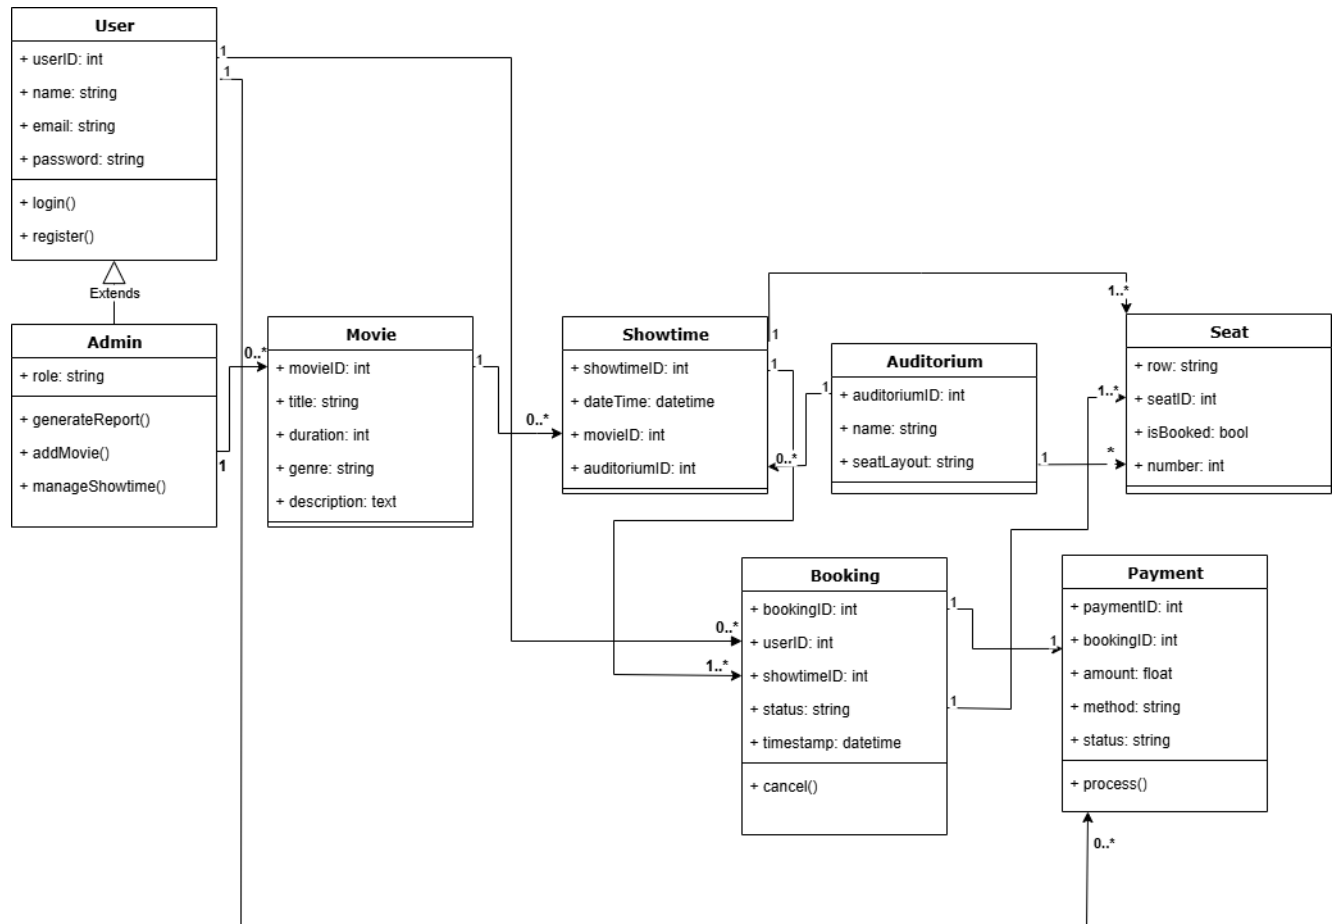 User
+ userID: int
+ name: string
+ email: string
+ password: string
+ login()
+ register()
1
1
Extends
Admin
+ role: string
+ generateReport()
+ addMovie()
+ manageShowtime()
1
0..*
Movie
+ movieID: int
+ title: string
+ duration: int
+ genre: string
+ description: text
1
0..*
Showtime
+ showtimeID: int
+ dateTime: datetime
+ movieID: int
+ auditoriumID: int
1
1
0..*
1
Auditorium
+ auditoriumID: int
+ name: string
+ seatLayout: string
1
*
1..*
1..*
Seat
+ row: string
+ seatID: int
+ isBooked: bool
+ number: int
0..*
1..*
Booking
+ bookingID: int
+ userID: int
+ showtimeID: int
+ status: string
+ timestamp: datetime
+ cancel()
1
1
1
Payment
+ paymentID: int
+ bookingID: int
+ amount: float
+ method: string
+ status: string
+ process()
0..*